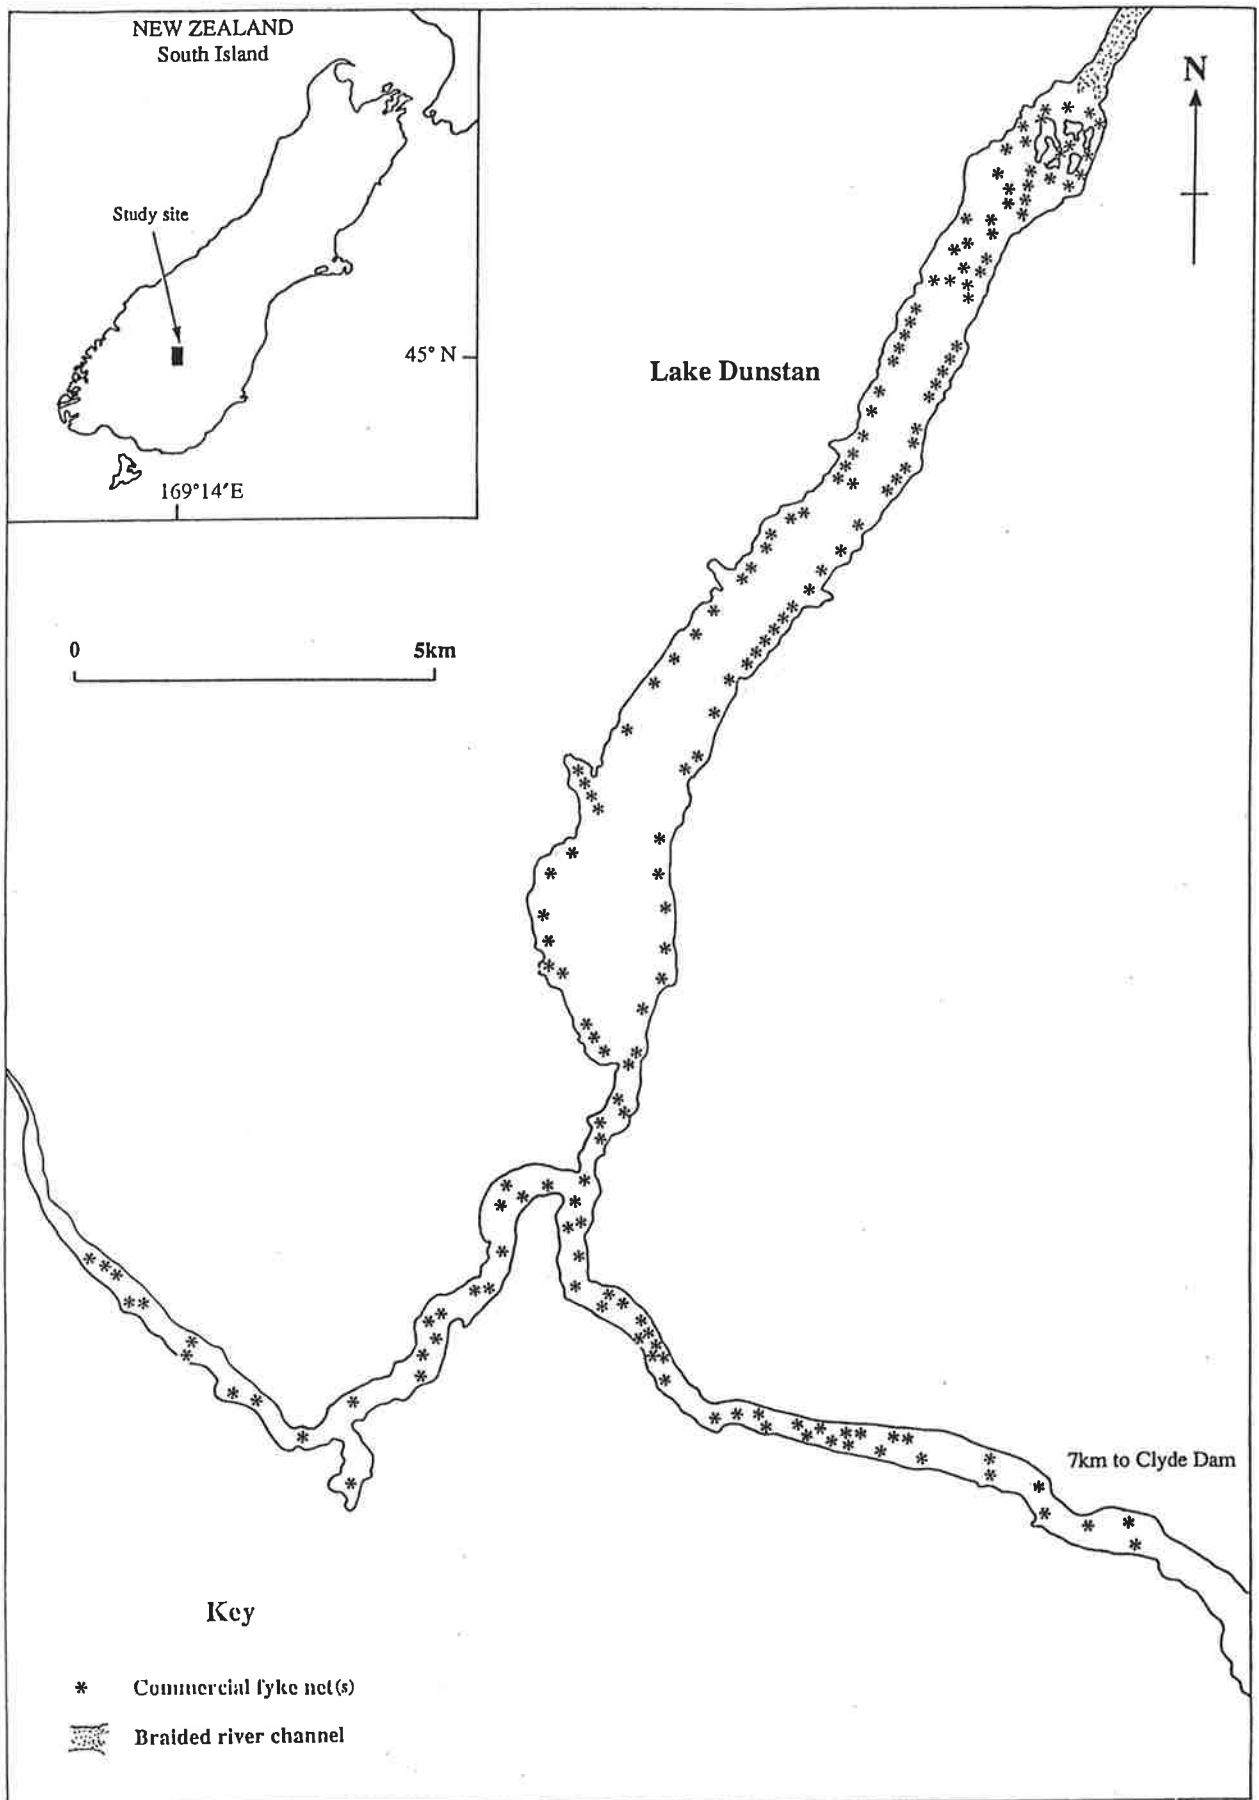 NEW ZEALAND
South Island
Study site
45° N
169°14'E
N
Lake Dunstan
0 5km
7km to Clyde Dam
Key
* Commercial fyke net(s)
Braided river channel